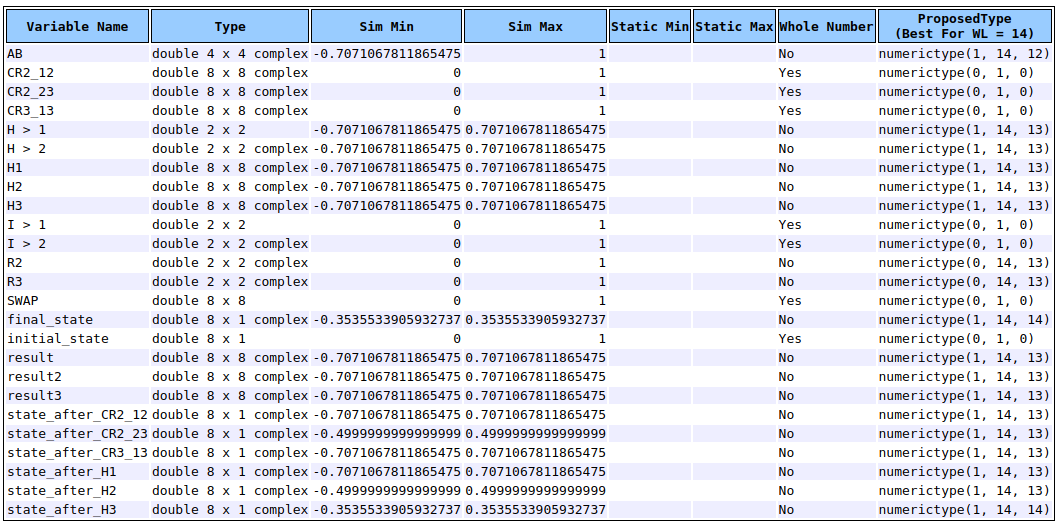 Variable Name Type Sim Min Sim Max Static Min Static Max Whole Number ProposedType
(Best For WL = 14)
AB double 4 x 4 complex -0.7071067811865475 1 No numerictype(1, 14, 12)
CR2_12 double 8 x 8 complex 0 1 Yes numerictype(0, 1, 0)
CR2_23 double 8 x 8 complex 0 1 Yes numerictype(0, 1, 0)
CR3_13 double 8 x 8 complex 0 1 Yes numerictype(0, 1, 0)
H > 1 double 2 x 2 -0.7071067811865475 0.7071067811865475 No numerictype(1, 14, 13)
H > 2 double 2 x 2 complex -0.7071067811865475 0.7071067811865475 No numerictype(1, 14, 13)
H1 double 8 x 8 complex -0.7071067811865475 0.7071067811865475 No numerictype(1, 14, 13)
H2 double 8 x 8 complex -0.7071067811865475 0.7071067811865475 No numerictype(1, 14, 13)
H3 double 8 x 8 complex -0.7071067811865475 0.7071067811865475 No numerictype(1, 14, 13)
I > 1 double 2 x 2 0 1 Yes numerictype(0, 1, 0)
I > 2 double 2 x 2 complex 0 1 Yes numerictype(0, 1, 0)
R2 double 2 x 2 complex 0 1 No numerictype(0, 14, 13)
R3 double 2 x 2 complex 0 1 No numerictype(0, 14, 13)
SWAP double 8 x 8 0 1 Yes numerictype(0, 1, 0)
final_state double 8 x 1 complex -0.3535533905932737 0.3535533905932737 No numerictype(1, 14, 14)
initial_state double 8 x 1 0 1 Yes numerictype(0, 1, 0)
result double 8 x 8 complex -0.7071067811865475 0.7071067811865475 No numerictype(1, 14, 13)
result2 double 8 x 8 complex -0.7071067811865475 0.7071067811865475 No numerictype(1, 14, 13)
result3 double 8 x 8 complex -0.7071067811865475 0.7071067811865475 No numerictype(1, 14, 13)
state_after_CR2_12 double 8 x 1 complex -0.7071067811865475 0.7071067811865475 No numerictype(1, 14, 13)
state_after_CR2_23 double 8 x 1 complex -0.4999999999999999 0.4999999999999999 No numerictype(1, 14, 13)
state_after_CR3_13 double 8 x 1 complex -0.7071067811865475 0.7071067811865475 No numerictype(1, 14, 13)
state_after_H1 double 8 x 1 complex -0.7071067811865475 0.7071067811865475 No numerictype(1, 14, 13)
state_after_H2 double 8 x 1 complex -0.4999999999999999 0.4999999999999999 No numerictype(1, 14, 13)
state_after_H3 double 8 x 1 complex -0.3535533905932737 0.3535533905932737 No numerictype(1, 14, 14)